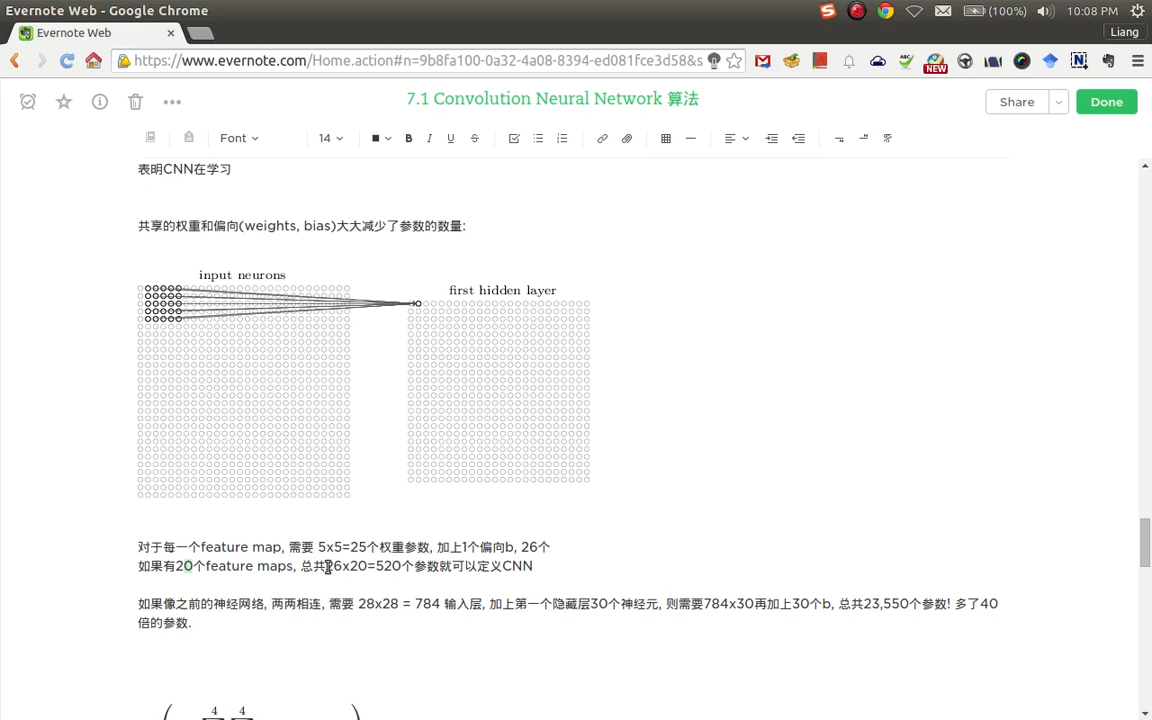 Evernote Web - Google Chrome
(100%)
10:08 PM
Evernote Web
Liang
https://www.evernote.com/Home.action#n=9b8fa100-0a32-4a08-8394-ed081fce3d58&s
NEW
7.1 Convolution Neural Network 算法
Share
Done
Font
14
B
I
U
表明CNN在学习
共享的权重和偏向(weights, bias)大大减少了参数的数量:
input neurons
first hidden layer
对于每一个feature map, 需要 5x5=25个权重参数, 加上1个偏向b, 26个
如果有20个feature maps, 总共26x20=520个参数就可以定义CNN
如果像之前的神经网络, 两两相连, 需要 28x28 = 784 输入层, 加上第一个隐藏层30个神经元, 则需要784x30再加上30个b, 总共23,550个参数! 多了40
倍的参数.
4 4